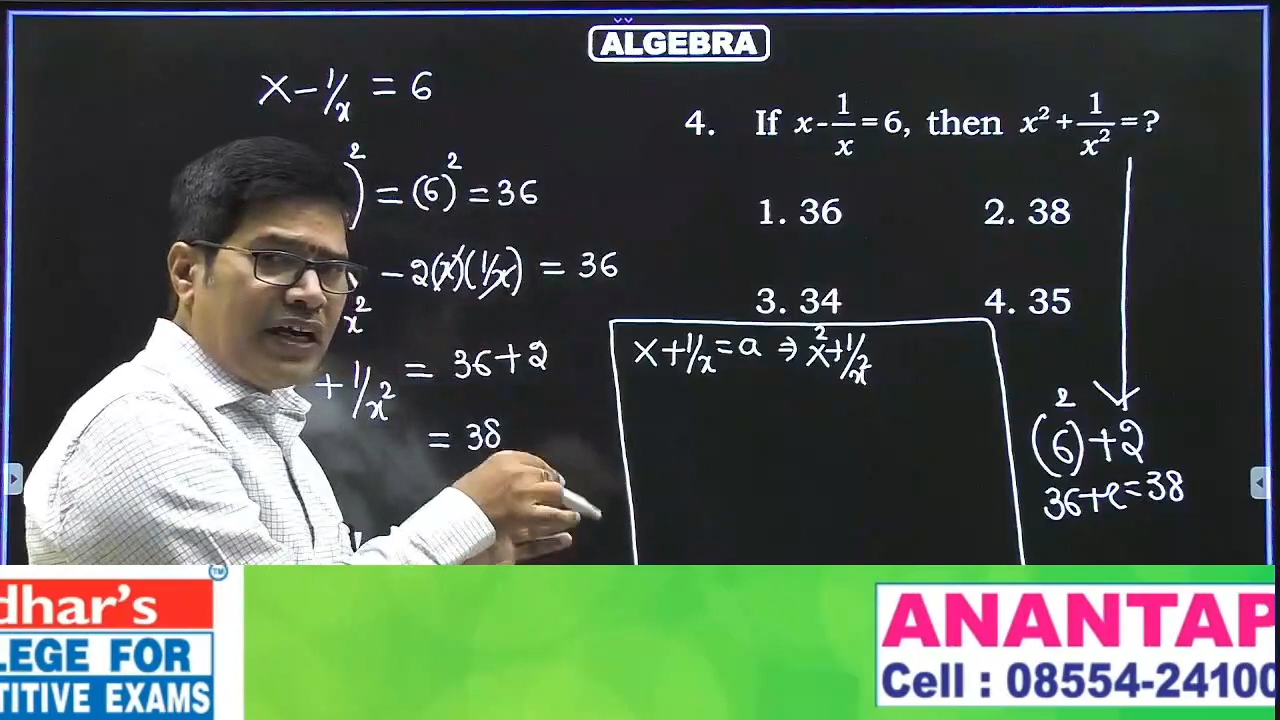 ALGEBRA
x - 1/x = 6
)² = (6)² = 36
- 2(x)(1/x) = 36
x²
+ 1/x² = 36+2
= 38
4. If x - 1/x = 6, then x² + 1/x² = ?
1. 36 2. 38
3. 34 4. 35
x + 1/x = a ⇒ x² + 1/x²
(6)² + 2
36+2=38
TM
dhar's
LEGE FOR
TITIVE EXAMS
ANANTAP
Cell : 08554-24100